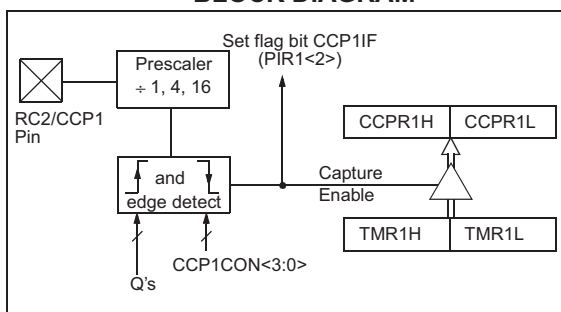 BLOCK DIAGRAM
Set flag bit CCP1IF
(PIR1<2>)
Prescaler
÷ 1, 4, 16
RC2/CCP1
Pin
CCPR1H
CCPR1L
and
edge detect
Capture
Enable
TMR1H
TMR1L
CCP1CON<3:0>
Q's